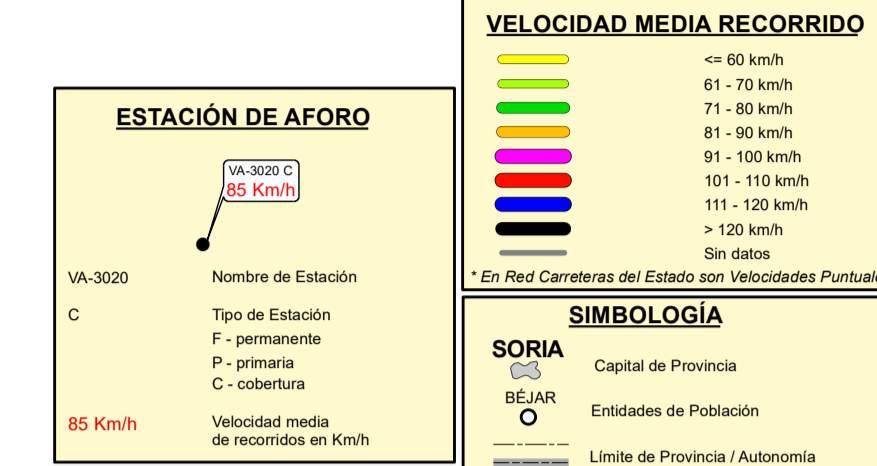 ESTACIÓN DE AFORO
VA-3020 C
85 Km/h
VA-3020 Nombre de Estación
C Tipo de Estación
F - permanente
P - primaria
C - cobertura
85 Km/h Velocidad media
de recorridos en Km/h
VELOCIDAD MEDIA RECORRIDO
<= 60 km/h
61 - 70 km/h
71 - 80 km/h
81 - 90 km/h
91 - 100 km/h
101 - 110 km/h
111 - 120 km/h
> 120 km/h
Sin datos
* En Red Carreteras del Estado son Velocidades Puntuale
SIMBOLOGÍA
SORIA
Capital de Provincia
BÉJAR
Entidades de Población
Límite de Provincia / Autonomía